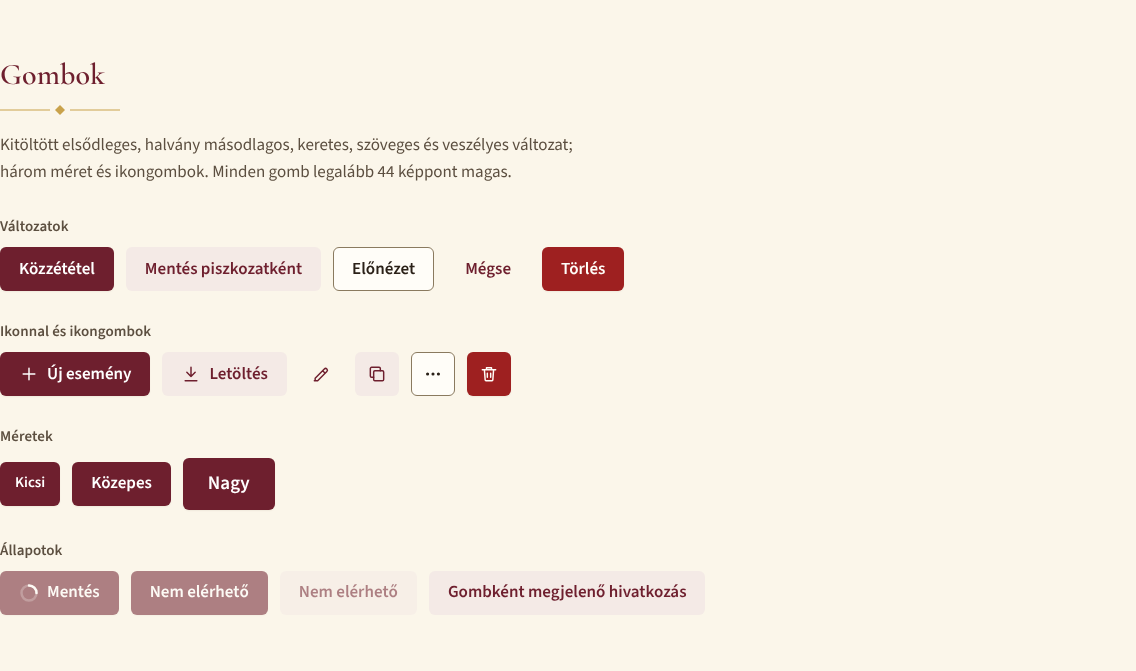 Gombok
Kitöltött elsődleges, halvány másodlagos, keretes, szöveges és veszélyes változat;
három méret és ikongombok. Minden gomb legalább 44 képpont magas.
Változatok
Közzététel Mentés piszkozatként Előnézet Mégse Törlés
Ikonnal és ikongombok
Új esemény Letöltés
Méretek
Kicsi Közepes Nagy
Állapotok
Mentés Nem elérhető Nem elérhető Gombként megjelenő hivatkozás